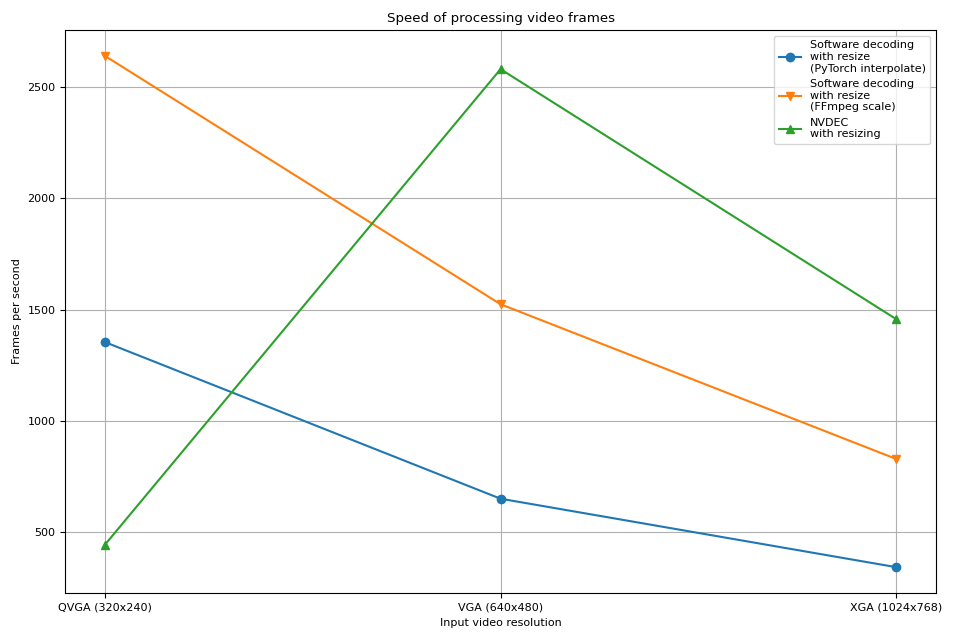 Speed of processing video frames
Software decoding
with resize
(PyTorch interpolate)
Software decoding
with resize
(FFmpeg scale)
NVDEC
with resizing
Frames per second
2500
2000
1500
1000
500
QVGA (320x240)
VGA (640x480)
XGA (1024x768)
Input video resolution